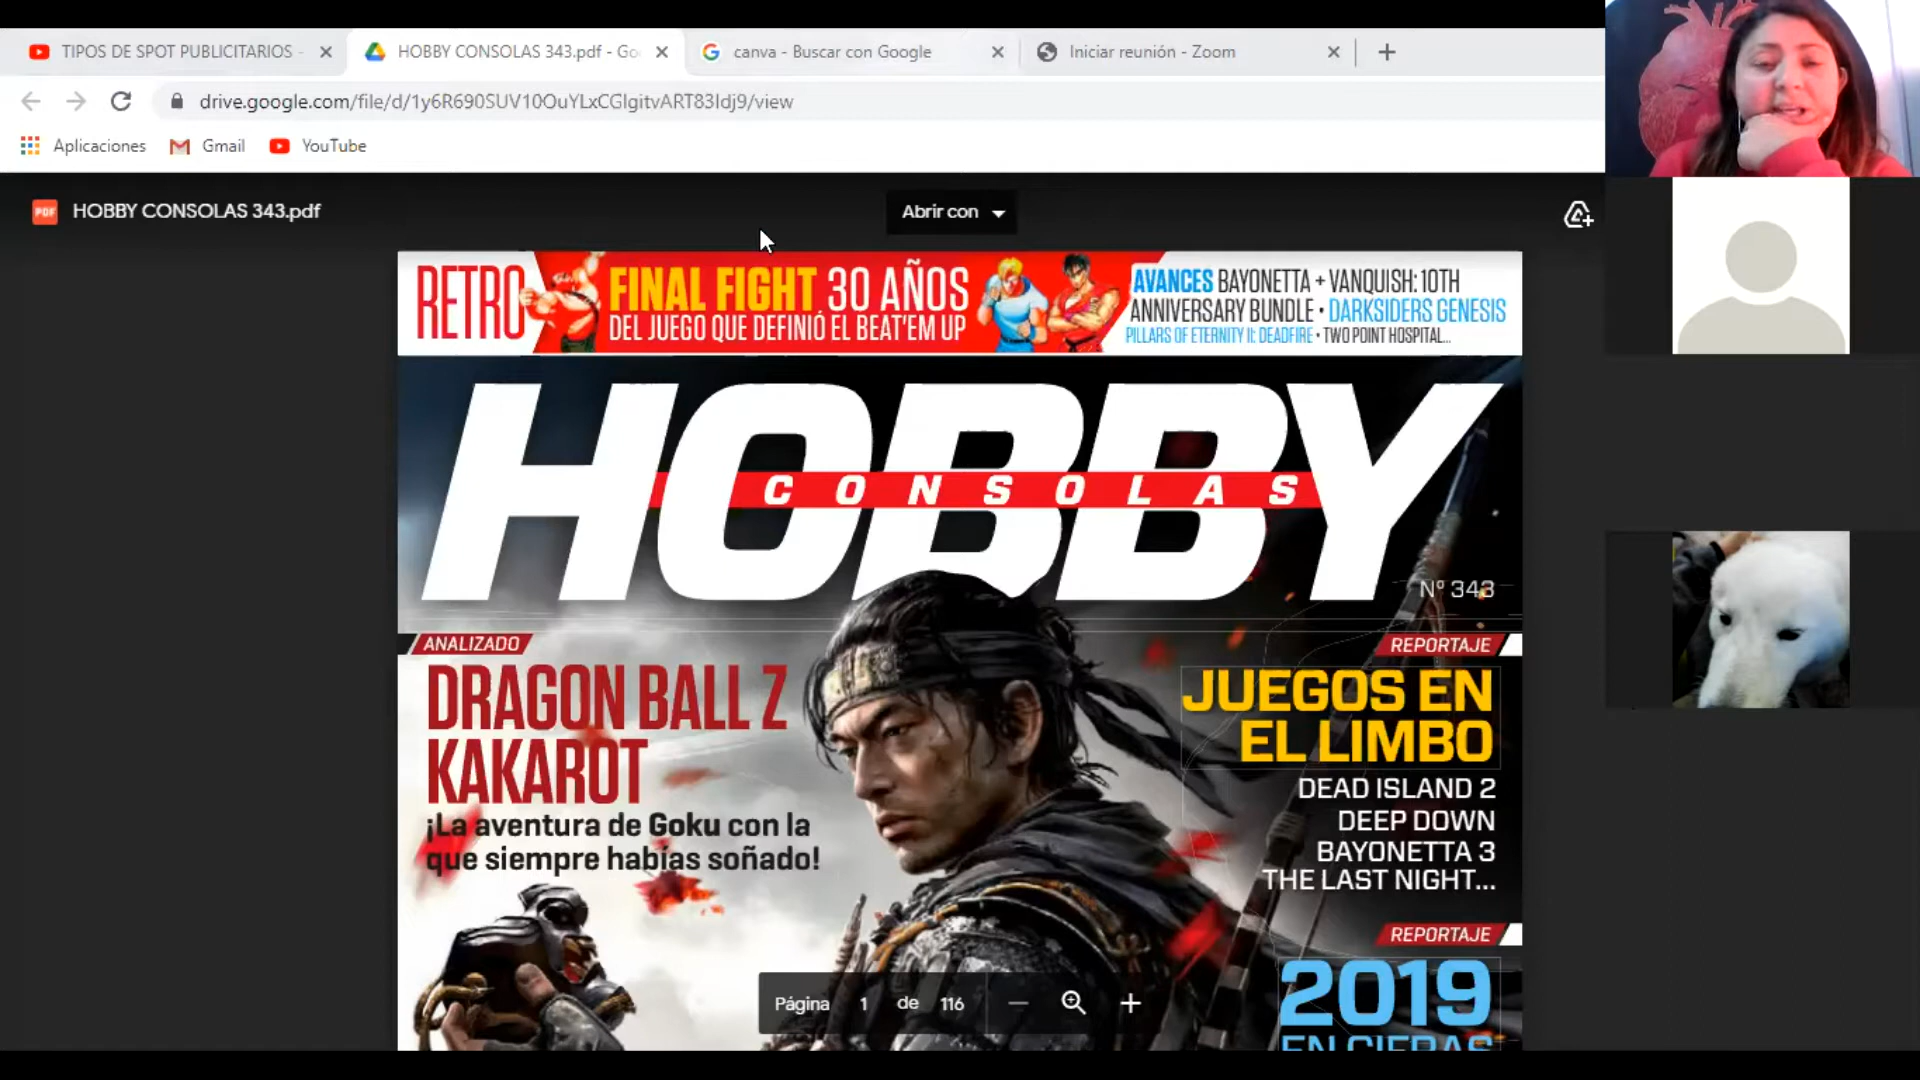 TIPOS DE SPOT PUBLICITARIOS -
HOBBY CONSOLAS 343.pdf - Go
canva - Buscar con Google
Iniciar reunión - Zoom
drive.google.com/file/d/1y6R690SUV10OuYLxCGlgitvART83Idj9/view
Aplicaciones
Gmail
YouTube
PDF
HOBBY CONSOLAS 343.pdf
Abrir con
RETRO
FINAL FIGHT 30 AÑOS
DEL JUEGO QUE DEFINIÓ EL BEAT'EM UP
AVANCES BAYONETTA + VANQUISH: 10TH
ANNIVERSARY BUNDLE • DARKSIDERS GENESIS
PILLARS OF ETERNITY II: DEADFIRE • TWO POINT HOSPITAL...
HOBBY
CONSOLAS
Nº 343
ANALIZADO
DRAGON BALL Z
KAKAROT
¡La aventura de Goku con la
que siempre habías soñado!
REPORTAJE
JUEGOS EN
EL LIMBO
DEAD ISLAND 2
DEEP DOWN
BAYONETTA 3
THE LAST NIGHT...
REPORTAJE
2019
EN CIFRAS
Página 1 de 116